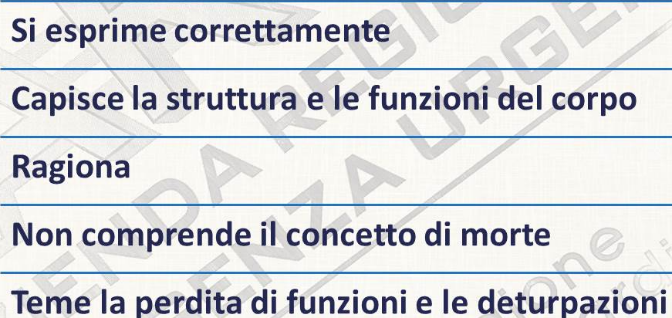 Si esprime correttamente
Capisce la struttura e le funzioni del corpo
Ragiona
Non comprende il concetto di morte
Teme la perdita di funzioni e le deturpazioni